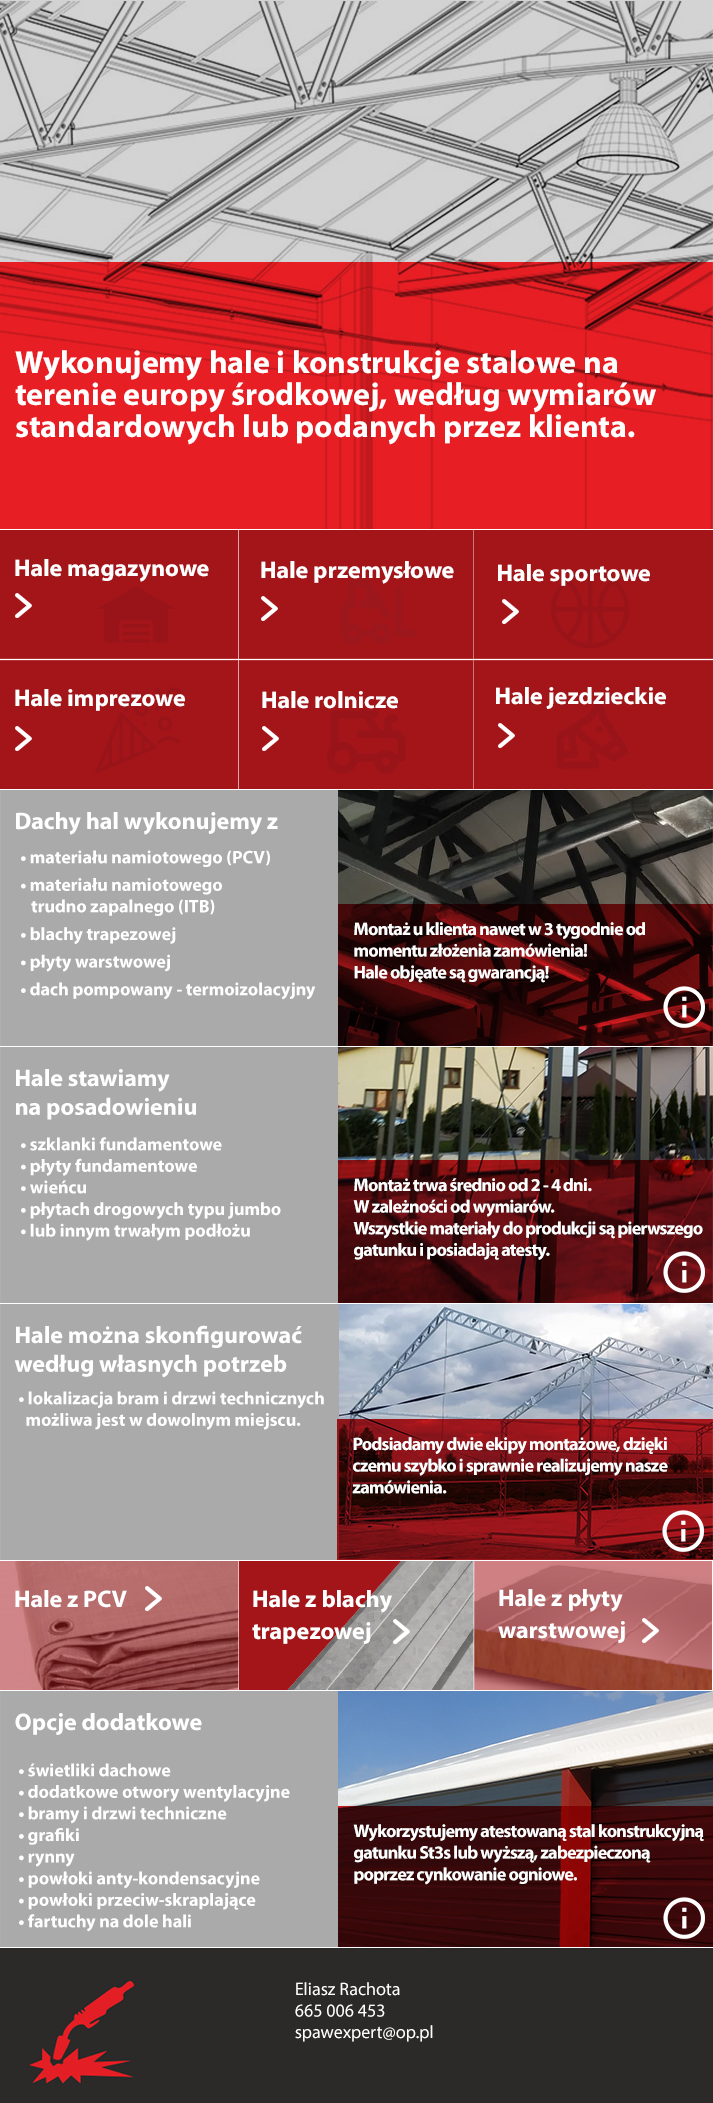 Wykonujemy hale i konstrukcje stalowe na
terenie europy środkowej, według wymiarów
standardowych lub podanych przez klienta.
Hale magazynowe
Hale przemysłowe
Hale sportowe
Hale imprezowe
Hale rolnicze
Hale jezdzieckie
Dachy hal wykonujemy z
• materiału namiotowego (PCV)
• materiału namiotowego
trudno zapalnego (ITB)
• blachy trapezowej
• płyty warstwowej
• dach pompowany - termoizolacyjny
Montaż u klienta nawet w 3 tygodnie od
momentu złożenia zamówienia!
Hale objęate są gwarancją!
Hale stawiamy
na posadowieniu
• szklanki fundamentowe
• płyty fundamentowe
• wieńcu
• płytach drogowych typu jumbo
• lub innym trwałym podłożu
Montaż trwa średnio od 2 - 4 dni.
W zależności od wymiarów.
Wszystkie materiały do produkcji są pierwszego
gatunku i posiadają atesty.
Hale można skonfigurować
według własnych potrzeb
• lokalizacja bram i drzwi technicznych
możliwa jest w dowolnym miejscu.
Podsiadamy dwie ekipy montażowe, dzięki
czemu szybko i sprawnie realizujemy nasze
zamówienia.
Hale z PCV
Hale z blachy
trapezowej
Hale z płyty
warstwowej
Opcje dodatkowe
• świetliki dachowe
• dodatkowe otwory wentylacyjne
• bramy i drzwi techniczne
• grafiki
• rynny
• powłoki anty-kondensacyjne
• powłoki przeciw-skraplające
• fartuchy na dole hali
Wykorzystujemy atestowaną stal konstrukcyjną
gatunku St3s lub wyższą, zabezpieczoną
poprzez cynkowanie ogniowe.
Eliasz Rachota
665 006 453
spawexpert@op.pl